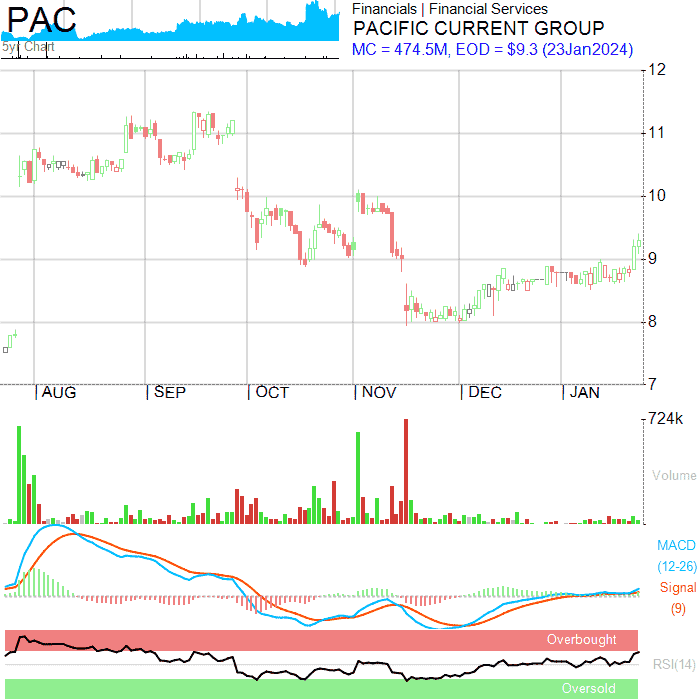 PAC
5yr Chart
Financials | Financial Services
PACIFIC CURRENT GROUP
MC = 474.5M, EOD = $9.3 (23Jan2024)
12
11
10
9
8
7
| AUG
| SEP
| OCT
| NOV
| DEC
| JAN
724k
Volume
MACD
(12-26)
Signal
(9)
Overbought
RSI(14)
Oversold